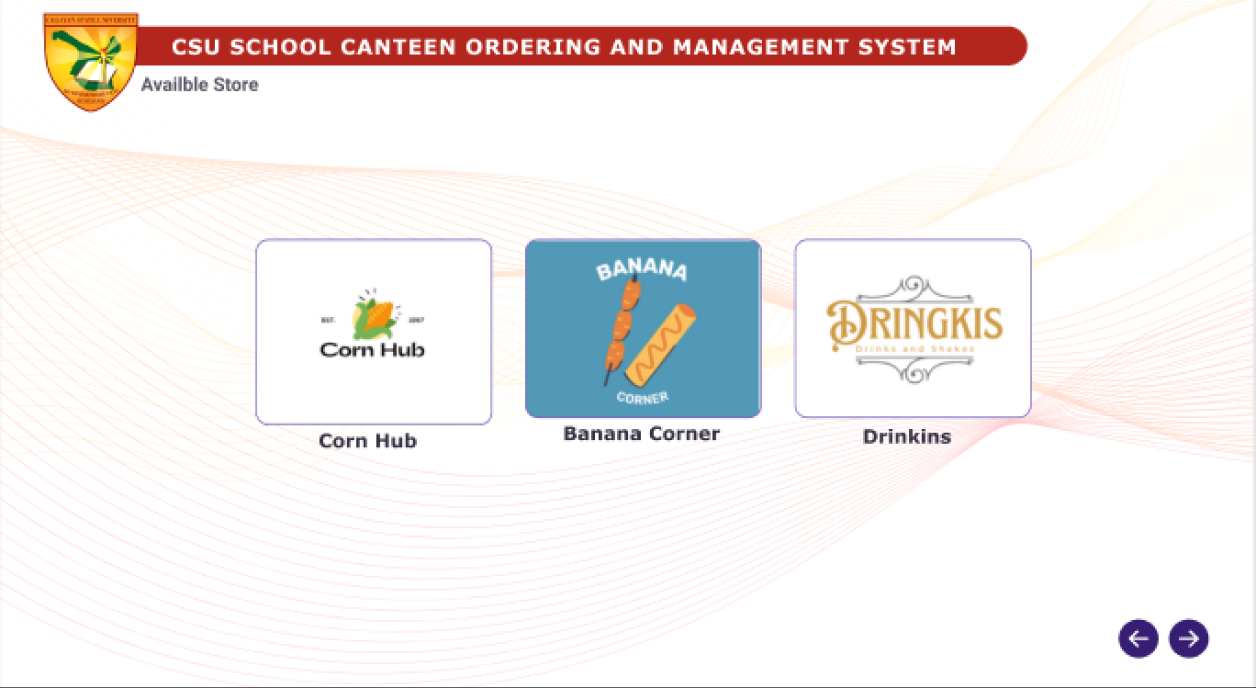 CAGAYAN STATE UNIVERSITY
CSU SCHOOL CANTEEN ORDERING AND MANAGEMENT SYSTEM
Availble Store
EST. 1997
Corn Hub
BANANA
CORNER
DRINGKIS
Drinks and Shakes
Corn Hub
Banana Corner
Drinkins